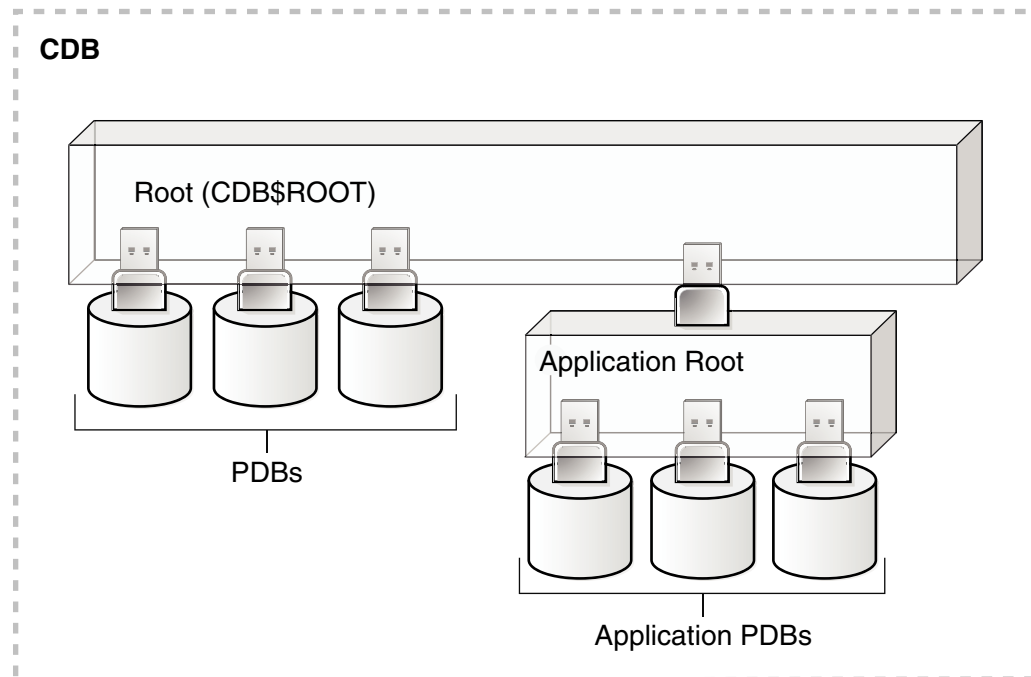 CDB
Root (CDB$ROOT)
Application Root
PDBs
Application PDBs